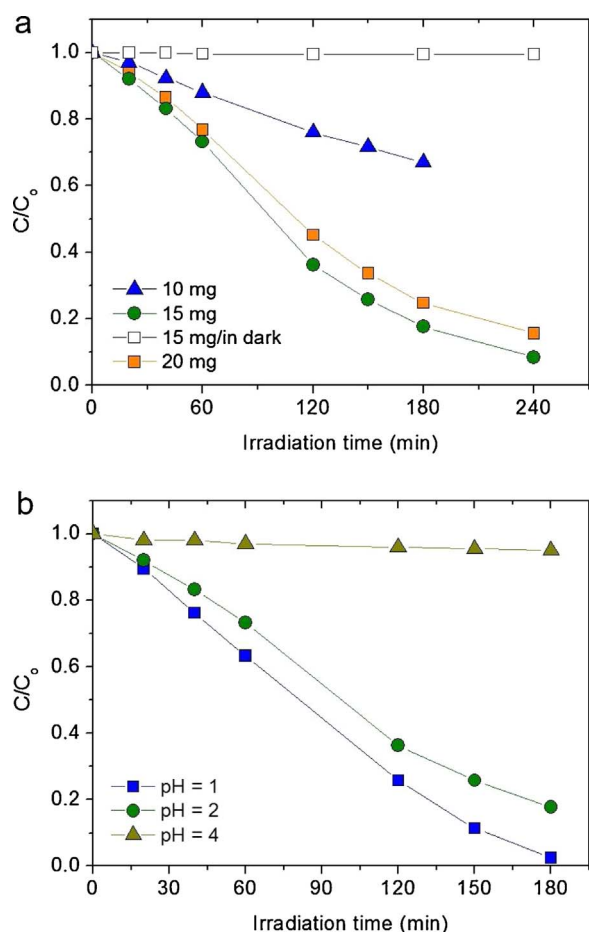 a
1.0
0.8
0.6
0.4
0.2
0.0
C/Co
10 mg
15 mg
15 mg/in dark
20 mg
0 60 120 180 240
Irradiation time (min)
b
1.0
0.8
0.6
0.4
0.2
0.0
C/Co
pH = 1
pH = 2
pH = 4
0 30 60 90 120 150 180
Irradiation time (min)